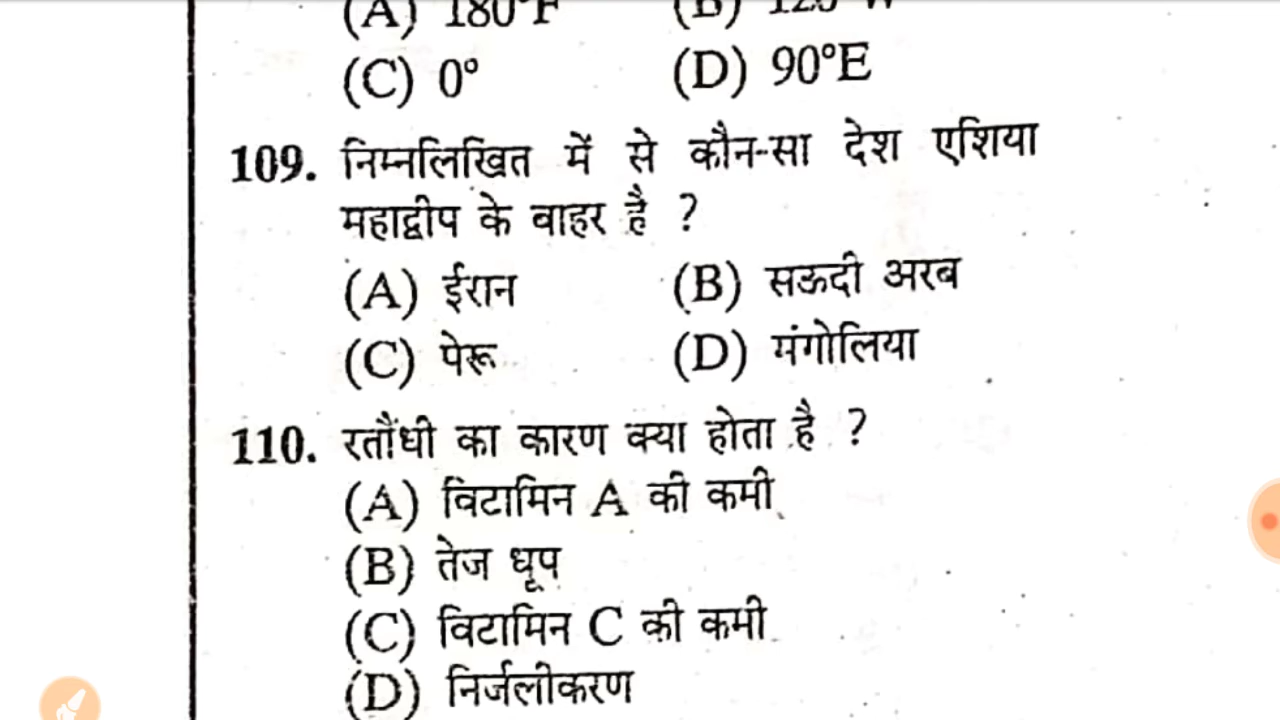 (C) 0° (D) 90°E
109. निम्नलिखित में से कौन-सा देश एशिया
महाद्वीप के बाहर है ?
(A) ईरान (B) सऊदी अरब
(C) पेरू (D) मंगोलिया
110. रतौंधी का कारण क्या होता है ?
(A) विटामिन A की कमी
(B) तेज धूप
(C) विटामिन C की कमी
(D) निर्जलीकरण